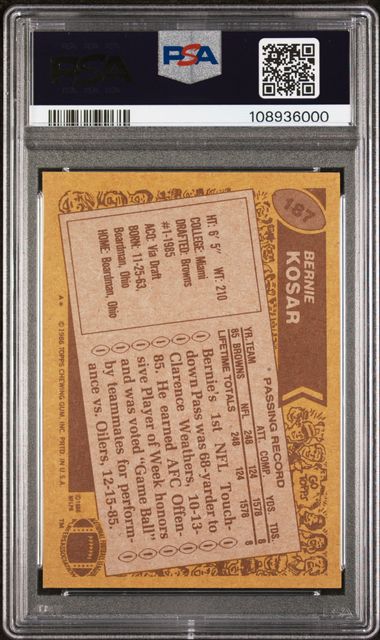 PSA
PSA
108936000
187
BERNIE
KOSAR
HT: 6' 5" WT: 210
COLLEGE: Miami
DRAFTED: Browns
#1-1985
ACQ: Via Draft
BORN: 11-25-63,
Boardman, Ohio
HOME: Boardman, Ohio
PASSING RECORD
YR. TEAM NFL ATT. COMP. YDS. TDS.
85 BROWNS 248 124 1578 8
LIFETIME TOTALS 248 124 1578 8
Bernie's 1st NFL Touch-
down Pass was 68-yarder to
Clarence Weathers, 10-13-
85. He earned AFC Offen-
sive Player of Week honors
and was voted "Game Ball"
by teammates for perform-
ance vs. Oilers, 12-15-85.
GO
TOPPS
A*
© 1986 TOPPS CHEWING GUM, INC. PRTD. IN U.S.A.
TM